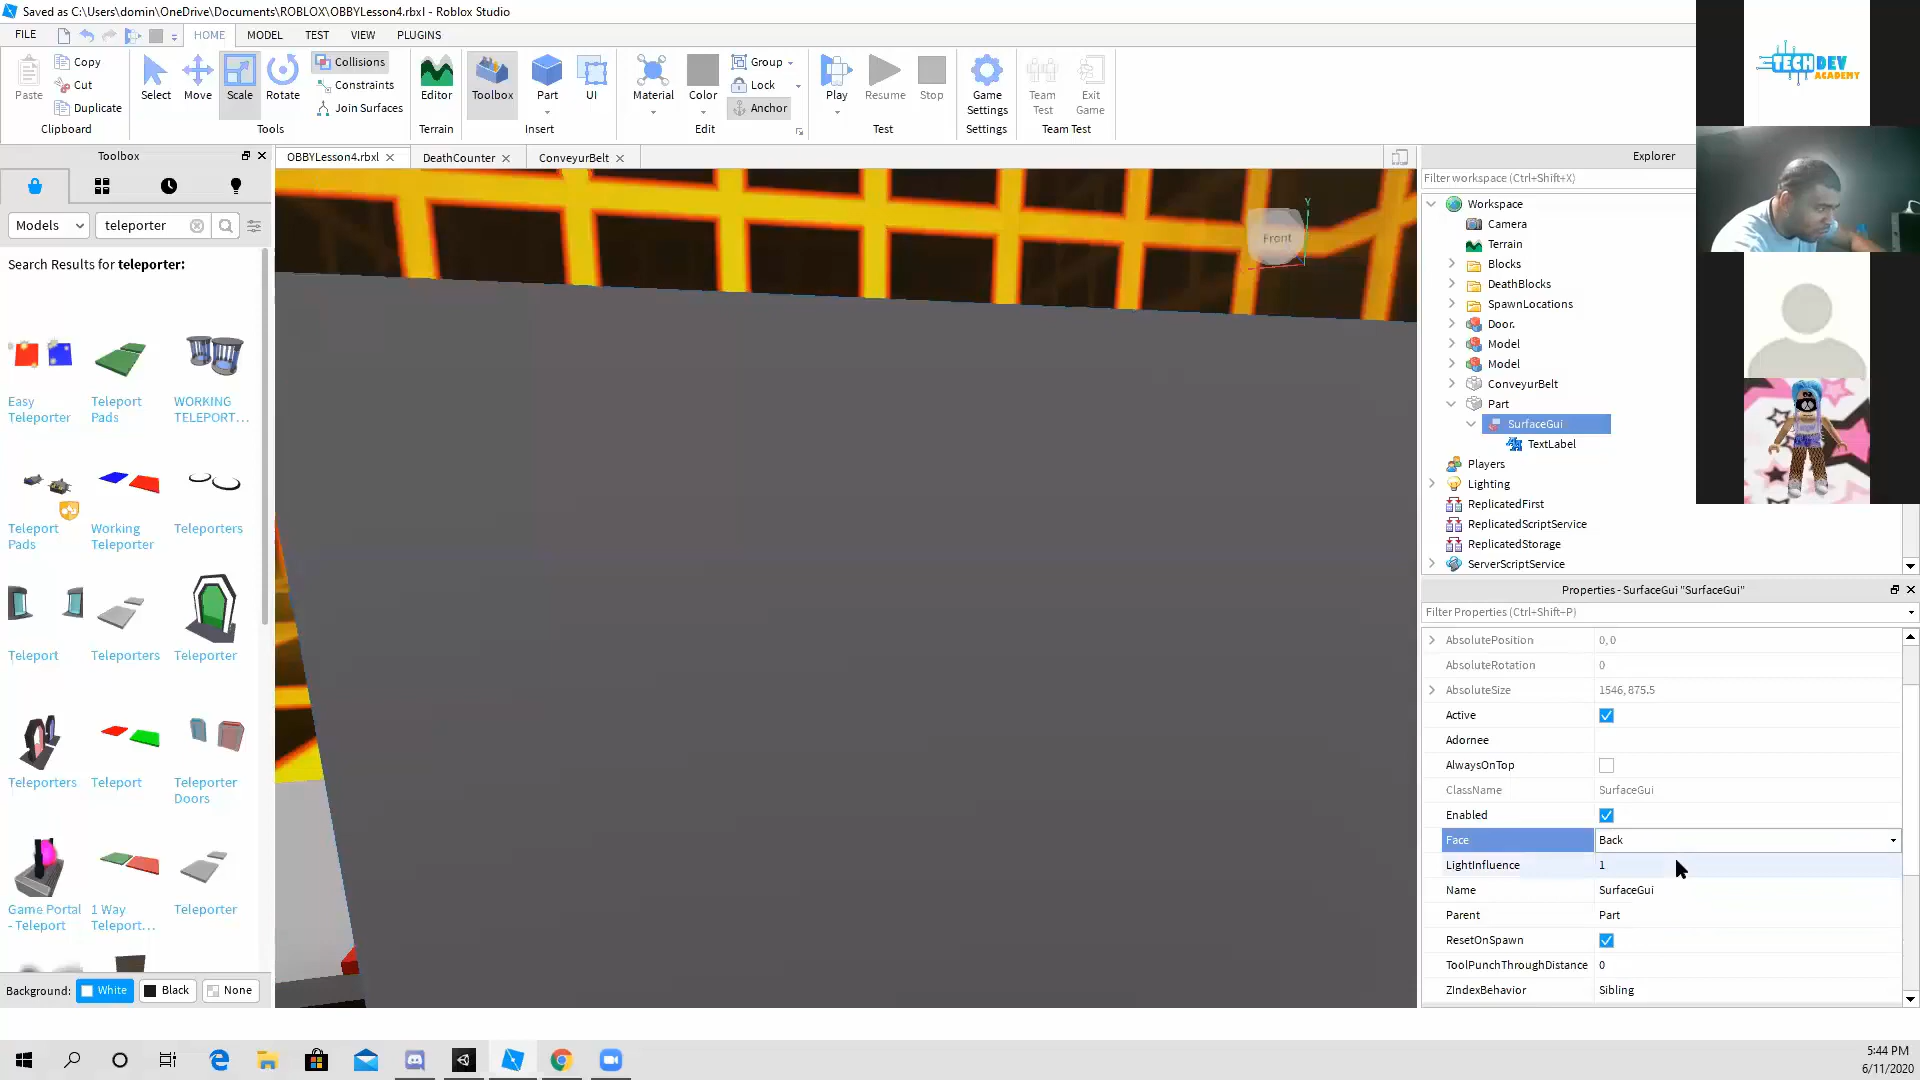 Saved as C:\Users\domin\OneDrive\Documents\ROBLOX\OBBYLesson4.rbxl - Roblox Studio
FILE HOME MODEL TEST VIEW PLUGINS
Paste
Copy
Cut
Duplicate
Clipboard
Select
Move
Scale
Rotate
Collisions
Constraints
Join Surfaces
Tools
Editor
Terrain
Toolbox
Part
UI
Insert
Material
Color
Group
Lock
Anchor
Edit
Play
Resume
Stop
Test
Game Settings
Settings
Team Test
Exit Game
Team Test
TECHDEV
ACADEMY
Toolbox
OBBYLesson4.rbxl
DeathCounter
ConveyurBelt
Models
teleporter
Search Results for teleporter:
Easy Teleporter
Teleport Pads
WORKING TELEPORT...
Teleport Pads
Working Teleporter
Teleporters
Teleport
Teleporters
Teleporter
Teleporters
Teleport
Teleporter Doors
Game Portal - Teleport
1 Way Teleport...
Teleporter
Background: White Black None
Front
Y
Explorer
Filter workspace (Ctrl+Shift+X)
Workspace
Camera
Terrain
Blocks
DeathBlocks
SpawnLocations
Door.
Model
Model
ConveyurBelt
Part
SurfaceGui
TextLabel
Players
Lighting
ReplicatedFirst
ReplicatedScriptService
ReplicatedStorage
ServerScriptService
Properties - SurfaceGui "SurfaceGui"
Filter Properties (Ctrl+Shift+P)
AbsolutePosition 0, 0
AbsoluteRotation 0
AbsoluteSize 1546, 875.5
Active
Adornee
AlwaysOnTop
ClassName SurfaceGui
Enabled
Face Back
LightInfluence 1
Name SurfaceGui
Parent Part
ResetOnSpawn
ToolPunchThroughDistance 0
ZIndexBehavior Sibling
5:44 PM
6/11/2020